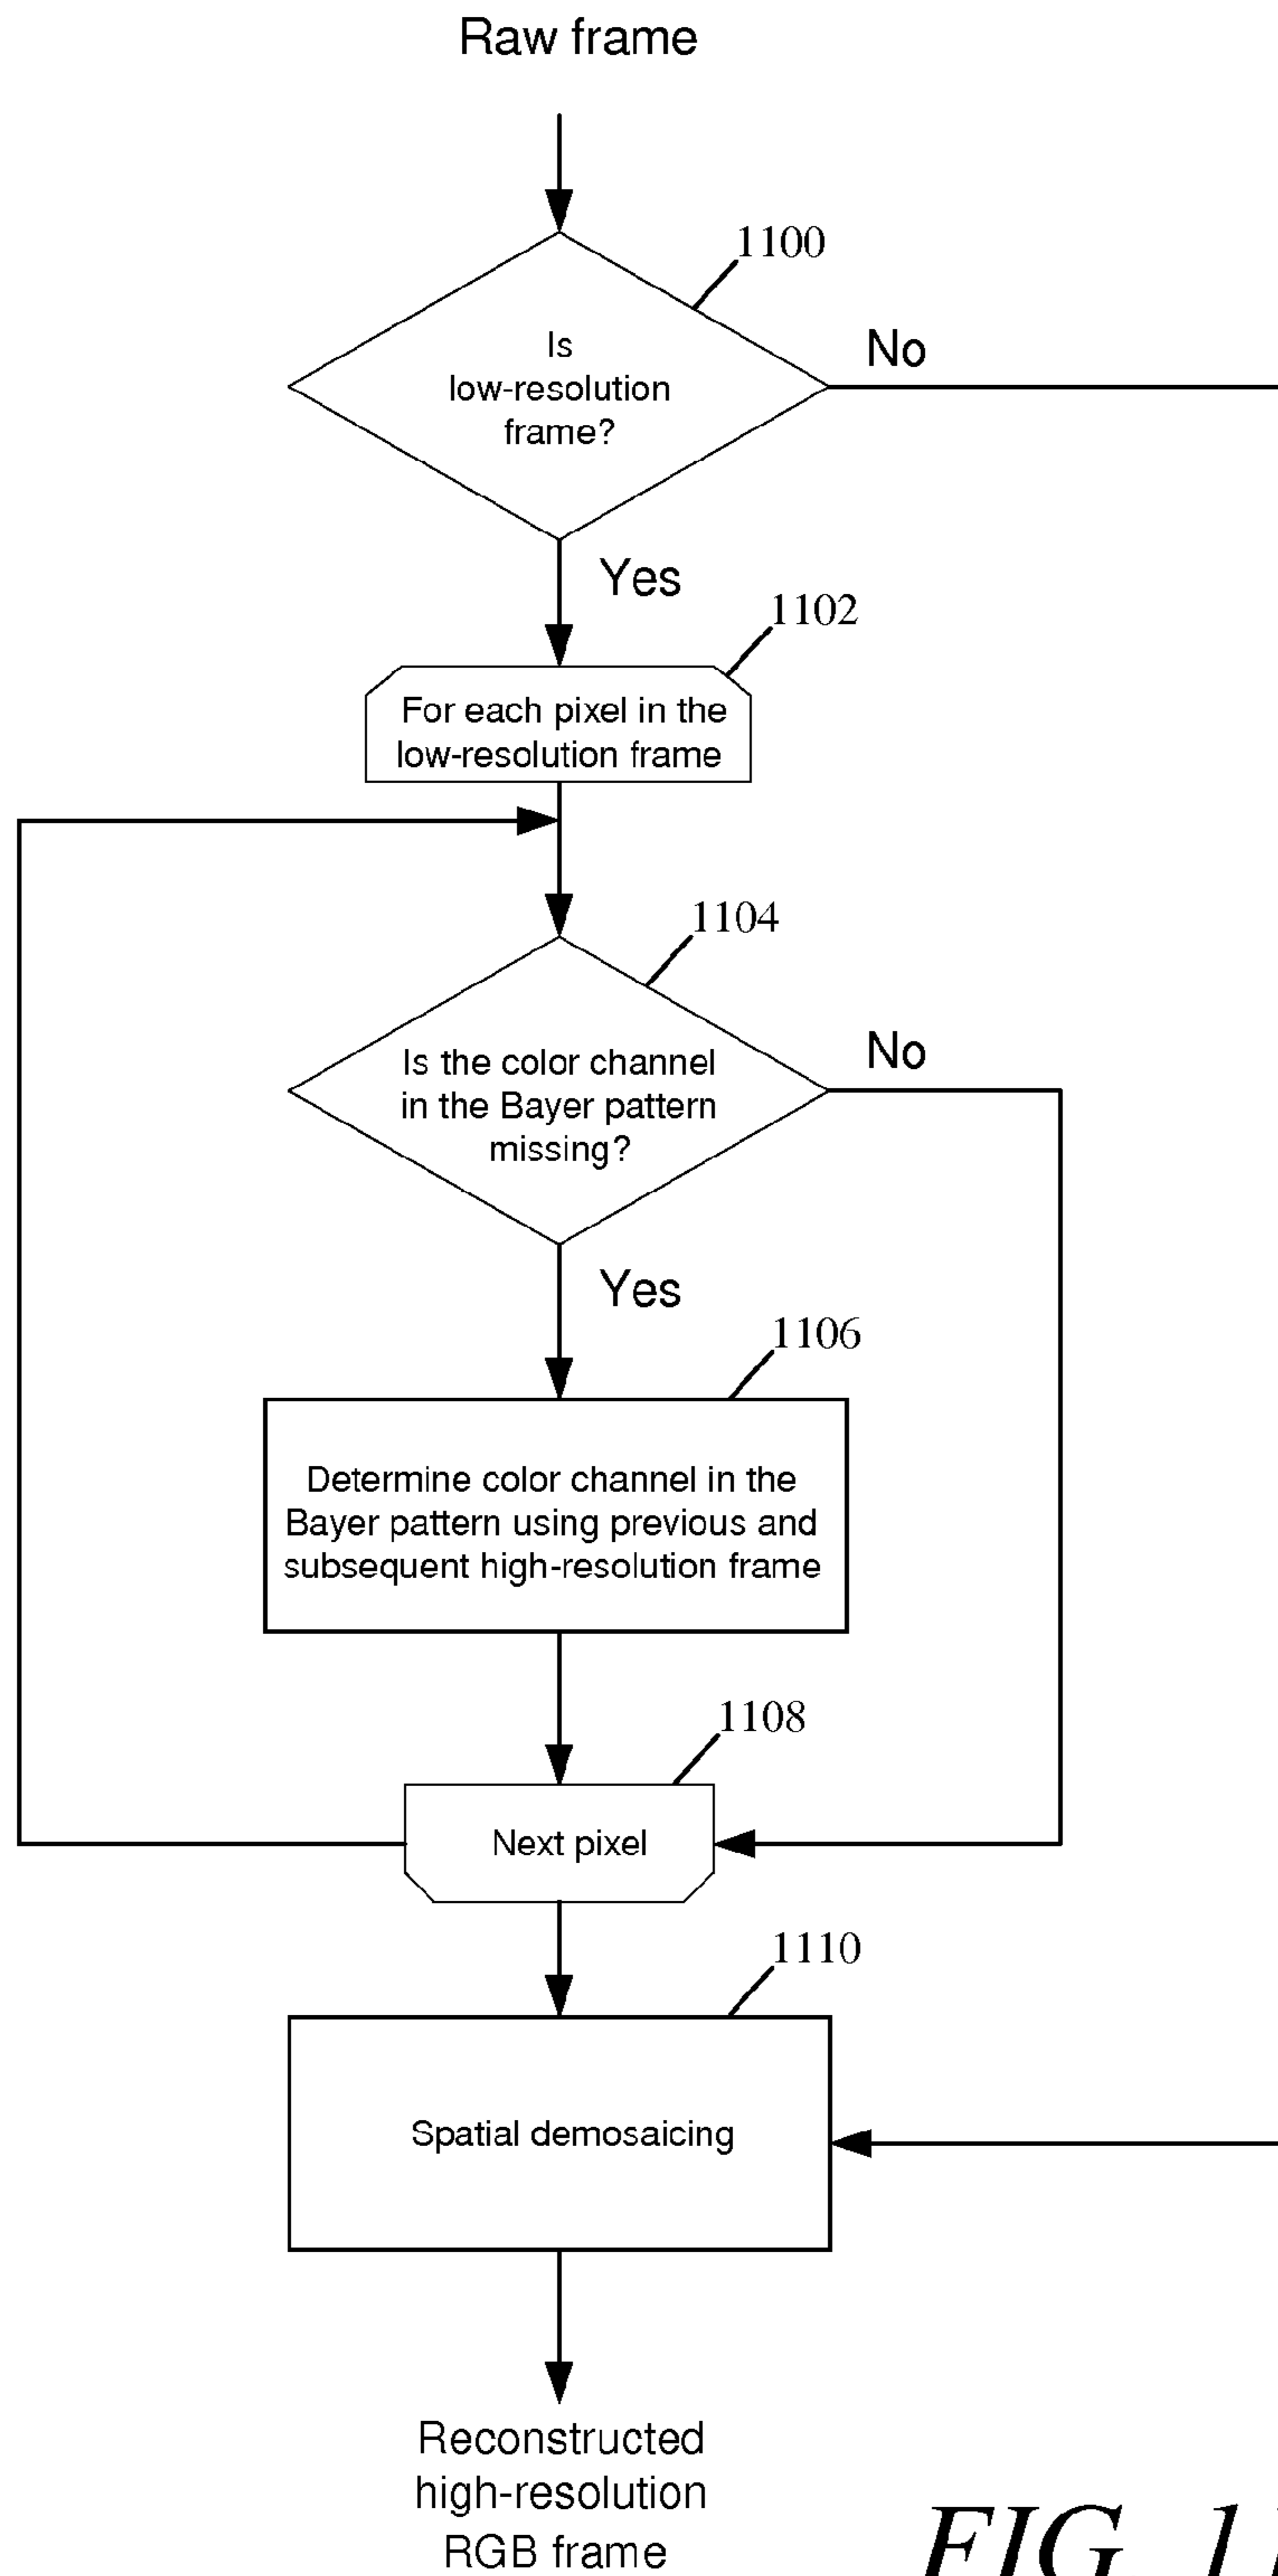 Raw frame
1100
Is
low-resolution
frame?
No
Yes
1102
For each pixel in the
low-resolution frame
1104
Is the color channel
in the Bayer pattern
missing?
No
Yes
1106
Determine color channel in the
Bayer pattern using previous and
subsequent high-resolution frame
1108
Next pixel
1110
Spatial demosaicing
Reconstructed
high-resolution
RGB frame
FIG. 11